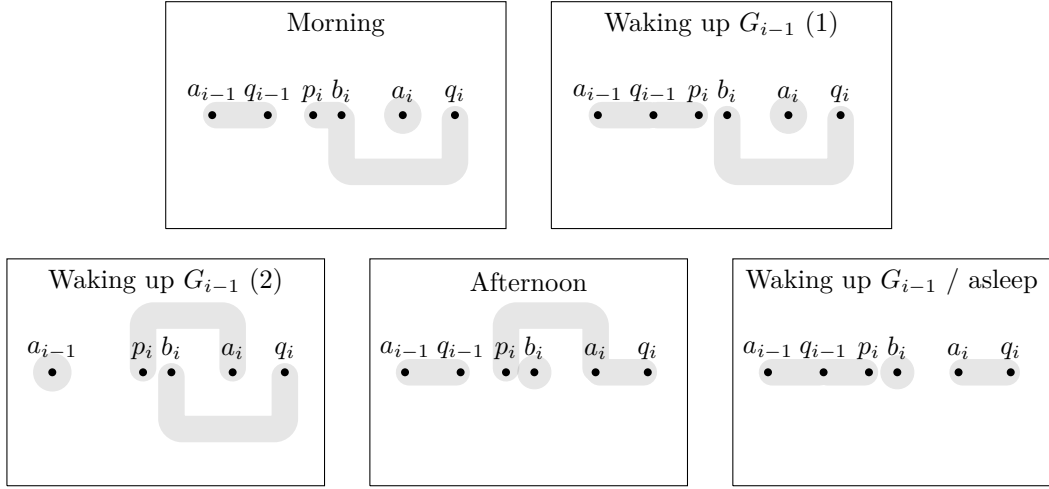 Morning
a_{i−1} q_{i−1} p_i b_i a_i q_i
Waking up G_{i−1} (1)
a_{i−1} q_{i−1} p_i b_i a_i q_i
Waking up G_{i−1} (2)
a_{i−1} p_i b_i a_i q_i
Afternoon
a_{i−1} q_{i−1} p_i b_i a_i q_i
Waking up G_{i−1} / asleep
a_{i−1} q_{i−1} p_i b_i a_i q_i